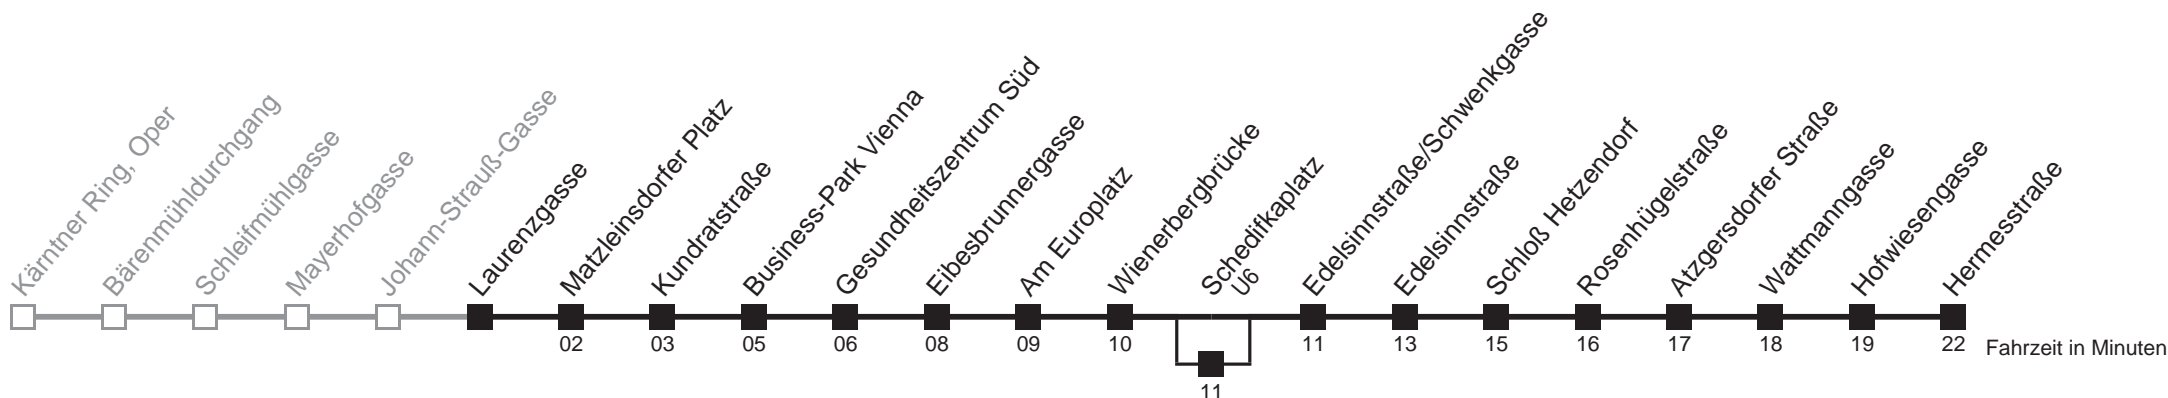 Kärntner Ring, Oper
Bärenmühldurchgang
Schleifmühlgasse
Mayerhofgasse
Johann-Strauß-Gasse
Laurenzgasse
Matzleinsdorfer Platz
Kundratstraße
Business-Park Vienna
Gesundheitszentrum Süd
Eibesbrunnergasse
Am Europlatz
Wienerbergbrücke
Schedifkaplatz
U6
Edelsinnstraße/Schwenkgasse
Edelsinnstraße
Schloß Hetzendorf
Rosenhügelstraße
Atzgersdorfer Straße
Wattmanngasse
Hofwiesengasse
Hermesstraße
02 03 05 06 08 09 10 11 13 15 16 17 18 19 22 Fahrzeit in Minuten
11